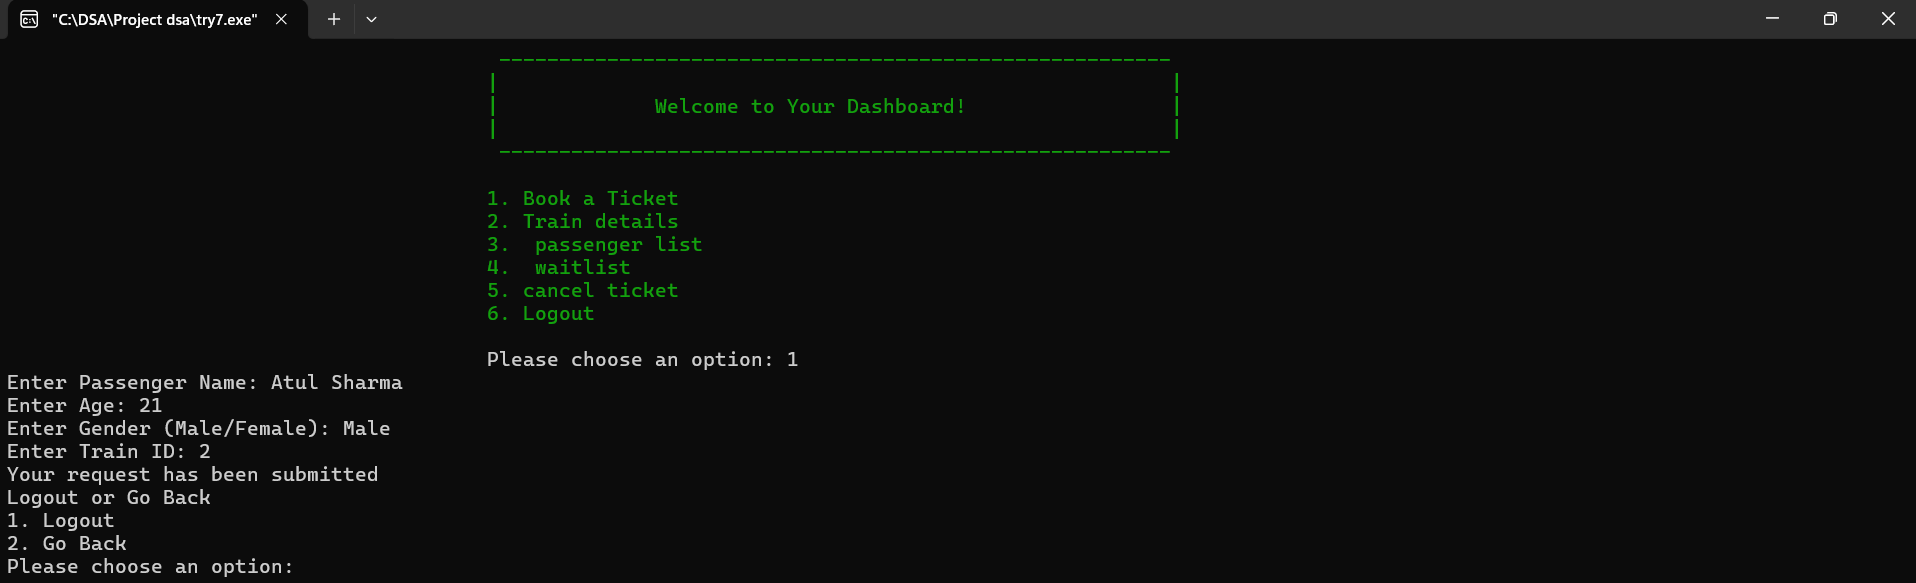 "C:\DSA\Project dsa\try7.exe"
Welcome to Your Dashboard!
1. Book a Ticket
2. Train details
3.  passenger list
4.  waitlist
5. cancel ticket
6. Logout
Please choose an option: 1
Enter Passenger Name: Atul Sharma
Enter Age: 21
Enter Gender (Male/Female): Male
Enter Train ID: 2
Your request has been submitted
Logout or Go Back
1. Logout
2. Go Back
Please choose an option: